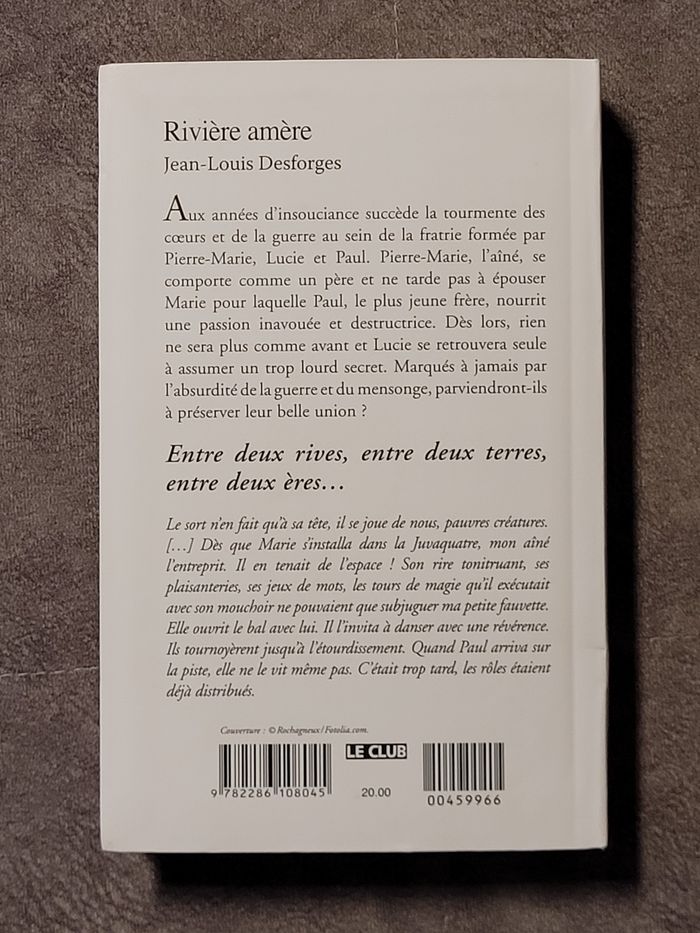 Rivière amère
Jean-Louis Desforges
Aux années d'insouciance succède la tourmente des
cœurs et de la guerre au sein de la fratrie formée par
Pierre-Marie, Lucie et Paul. Pierre-Marie, l'aîné, se
comporte comme un père et ne tarde pas à épouser
Marie pour laquelle Paul, le plus jeune frère, nourrit
une passion inavouée et destructrice. Dès lors, rien
ne sera plus comme avant et Lucie se retrouvera seule
à assumer un trop lourd secret. Marqués à jamais par
l'absurdité de la guerre et du mensonge, parviendront-ils
à préserver leur belle union ?
Entre deux rives, entre deux terres,
entre deux ères…
Le sort n'en fait qu'à sa tête, il se joue de nous, pauvres créatures.
[…] Dès que Marie s'installa dans la Juvaquatre, mon aîné
l'entreprit. Il en tenait de l'espace ! Son rire tonitruant, ses
plaisanteries, ses jeux de mots, les tours de magie qu'il exécutait
avec son mouchoir ne pouvaient que subjuguer ma petite fauvette.
Elle ouvrit le bal avec lui. Il l'invita à danser avec une révérence.
Ils tournoyèrent jusqu'à l'étourdissement. Quand Paul arriva sur
la piste, elle ne le vit même pas. C'était trop tard, les rôles étaient
déjà distribués.
Couverture : © Rochagneux / Fotolia.com.
LE CLUB
9 782286 108045
20.00
00459966